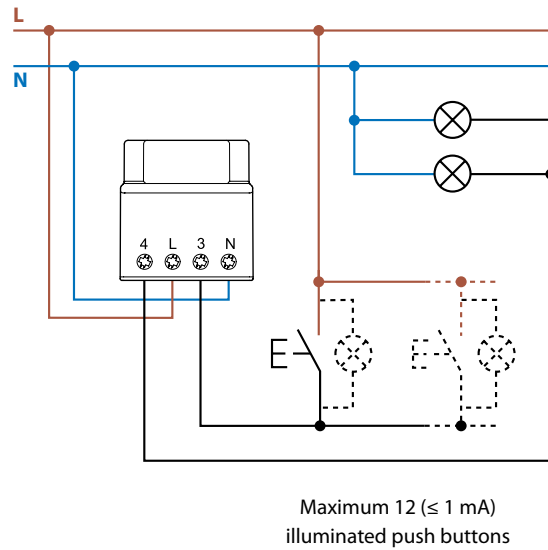 L
N
4 L 3 N
Maximum 12 (≤ 1 mA)
illuminated push buttons